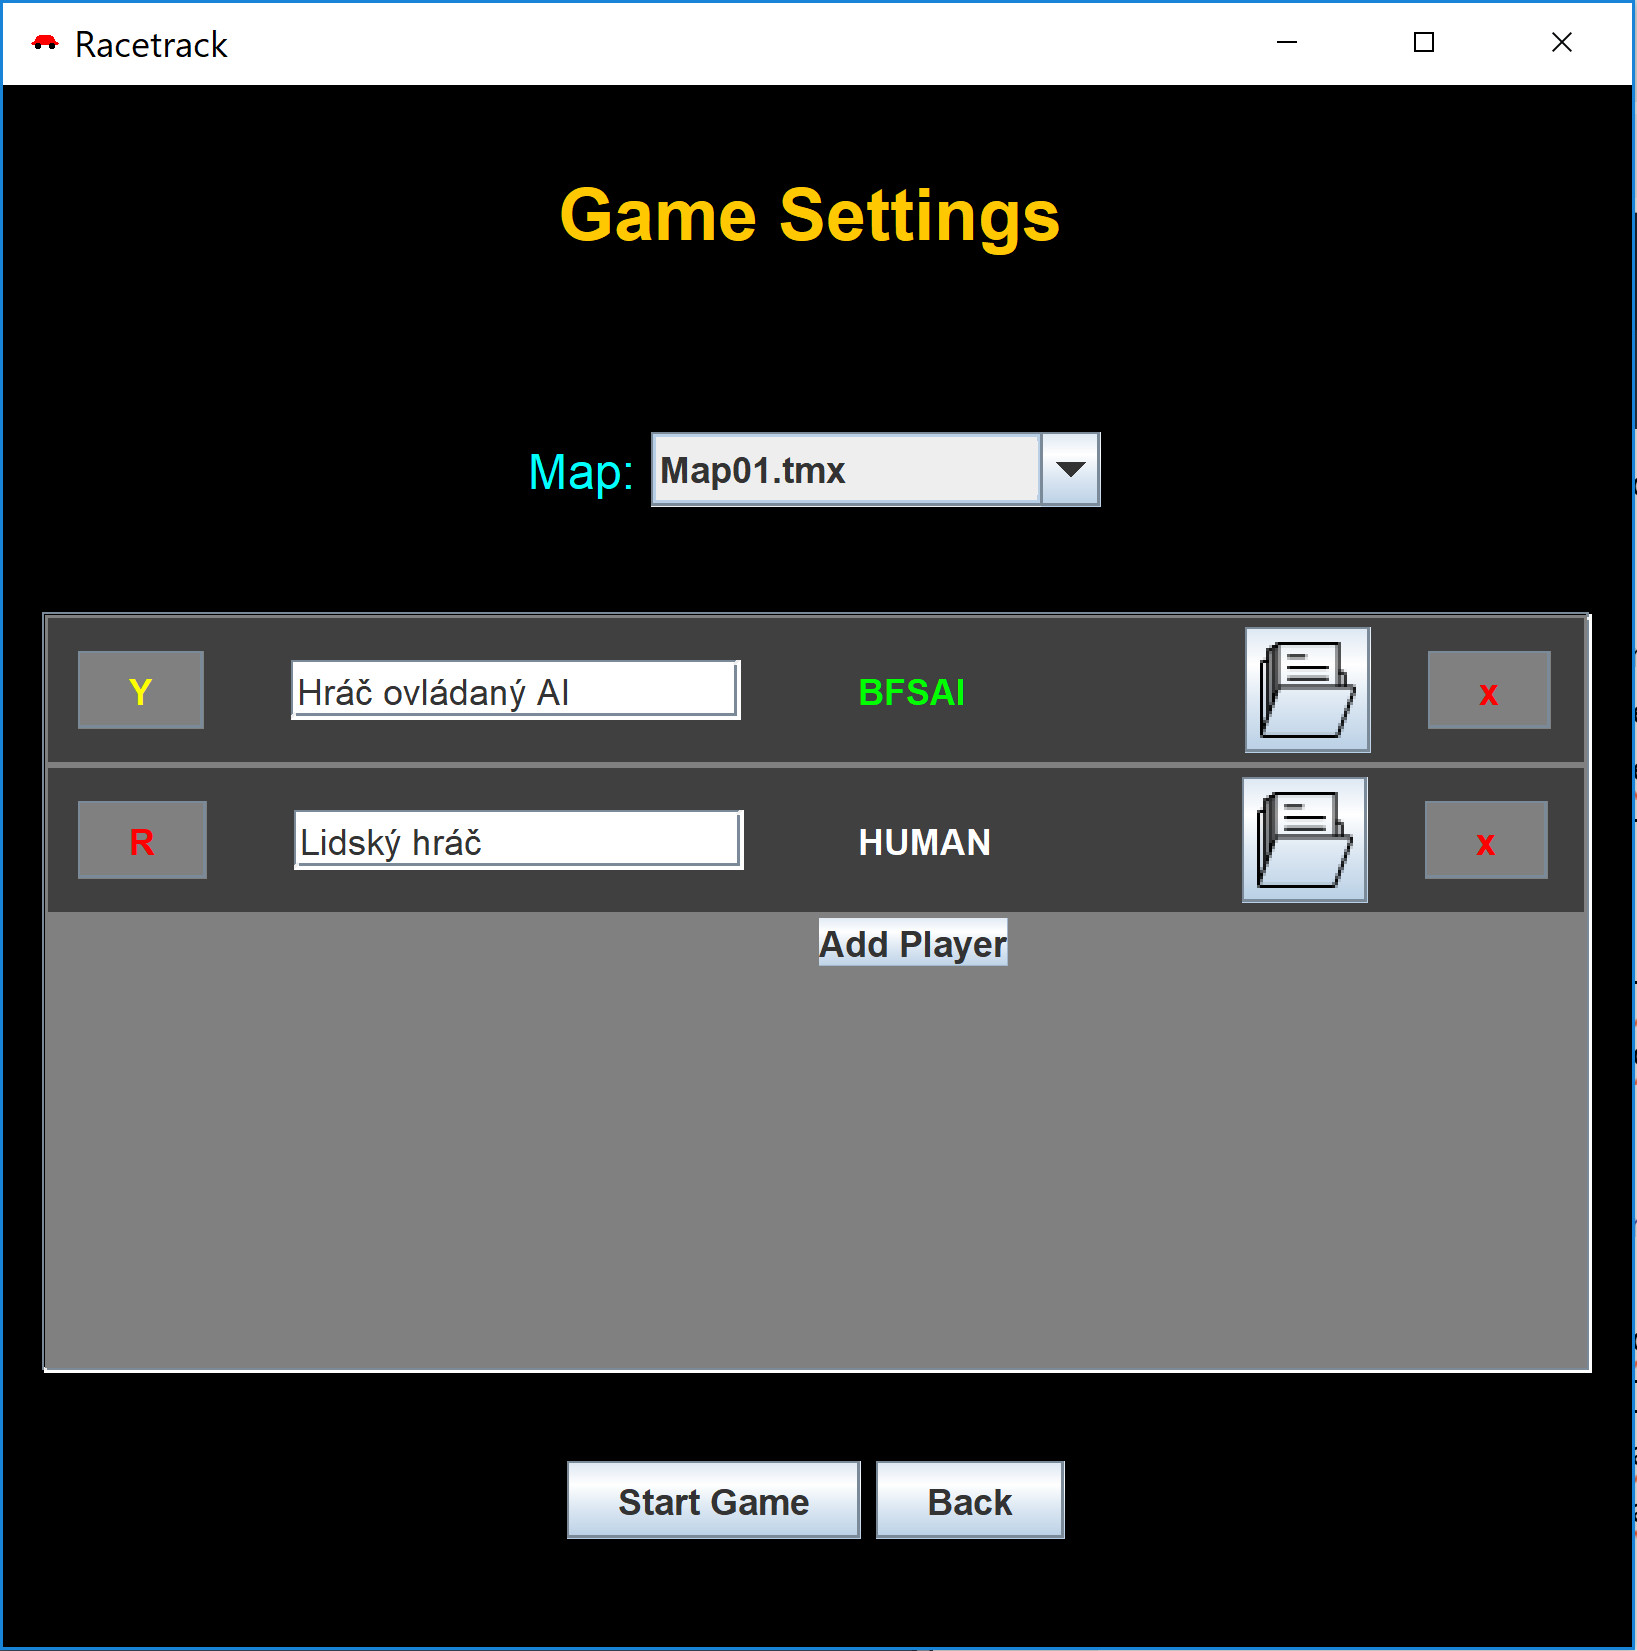 Racetrack
Game Settings
Map: Map01.tmx
Y Hráč ovládaný AI BFSAI x
R Lidský hráč HUMAN x
Add Player
Start Game Back